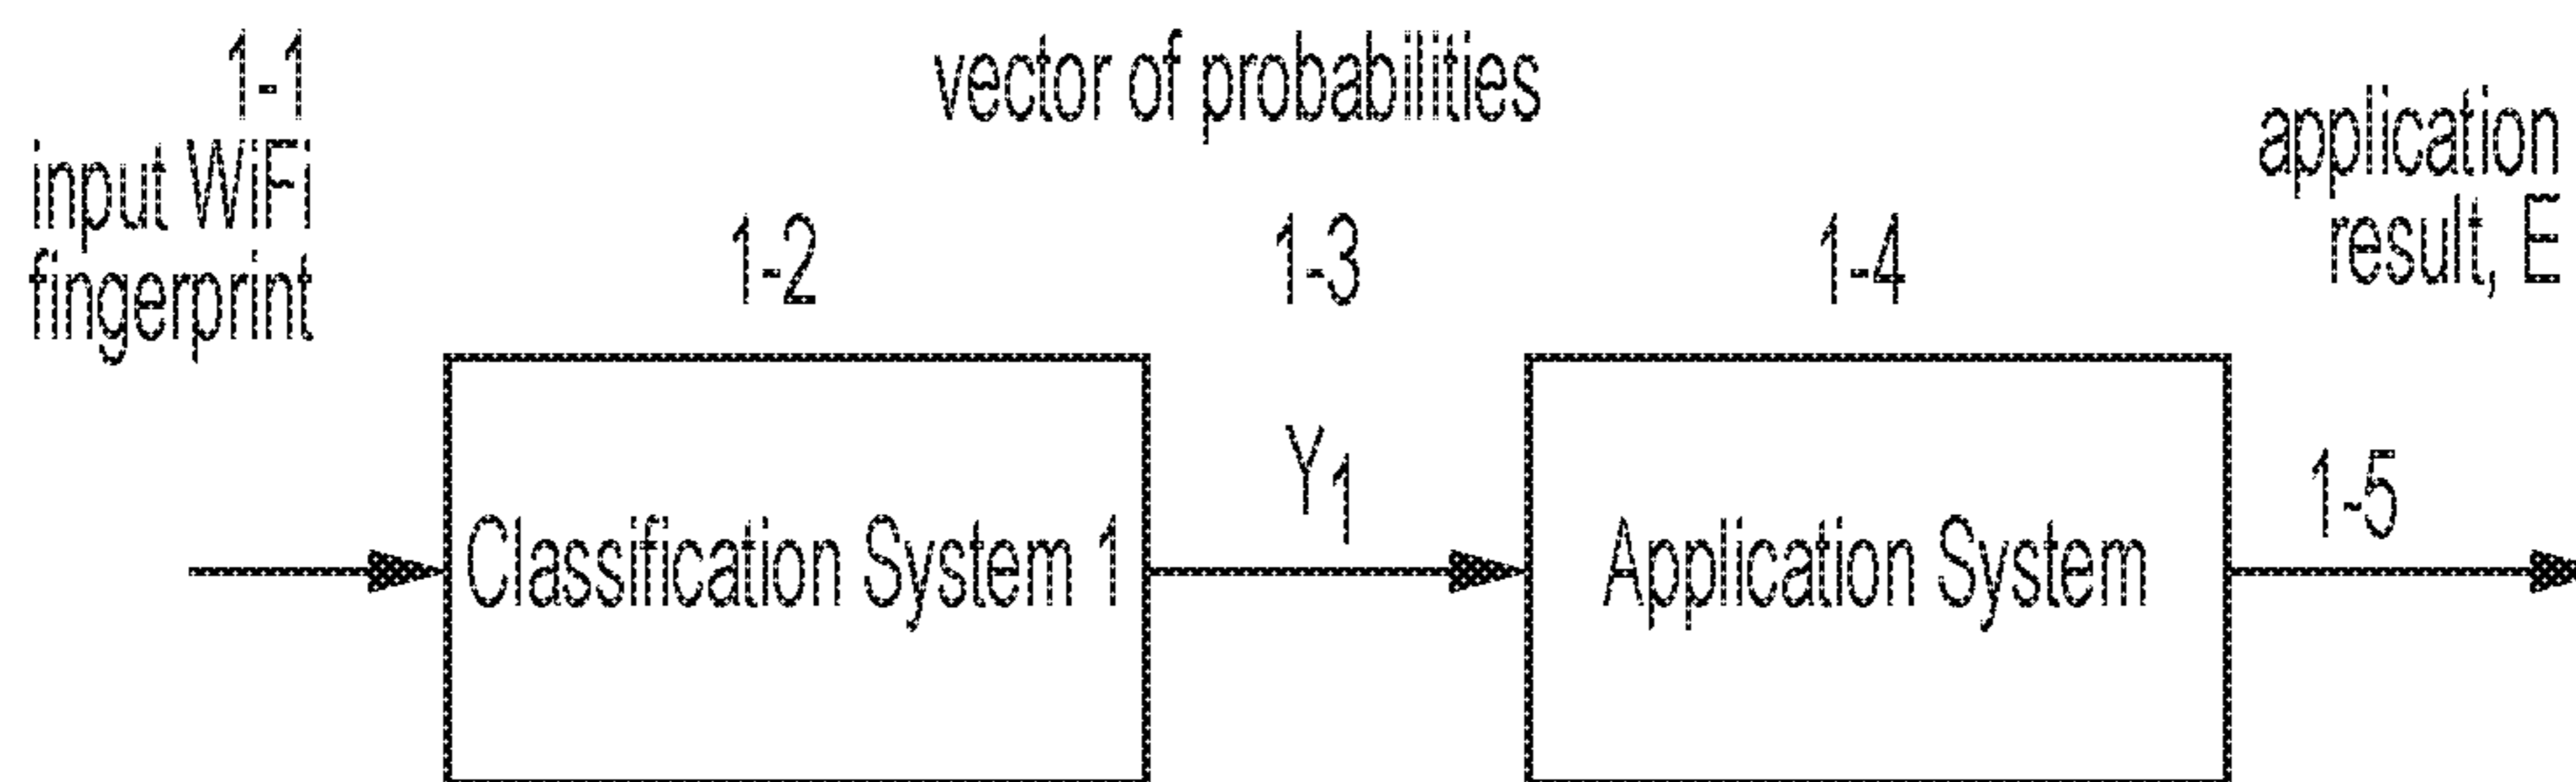 1-1
input WiFi
fingerprint
1-2
vector of probabilities
1-3
1-4
application
result, E
Classification System 1
Y1
Application System
1-5